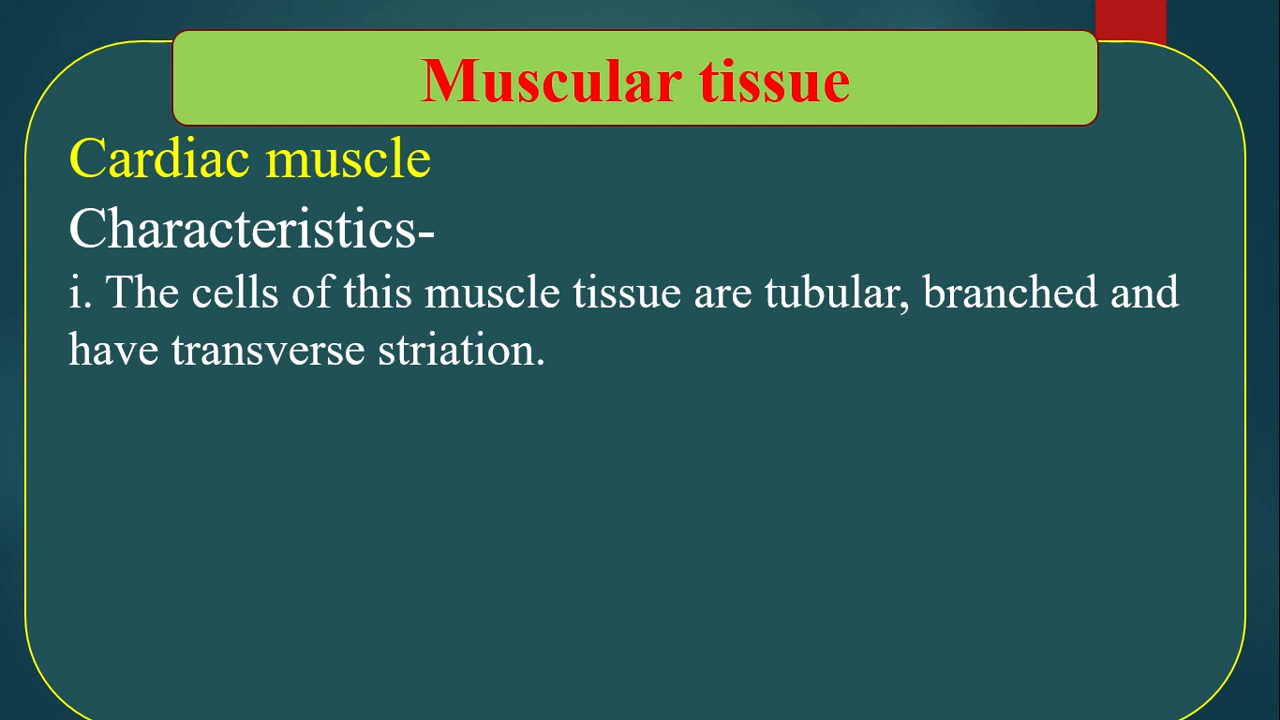 Muscular tissue
Cardiac muscle
Characteristics-
i. The cells of this muscle tissue are tubular, branched and
have transverse striation.